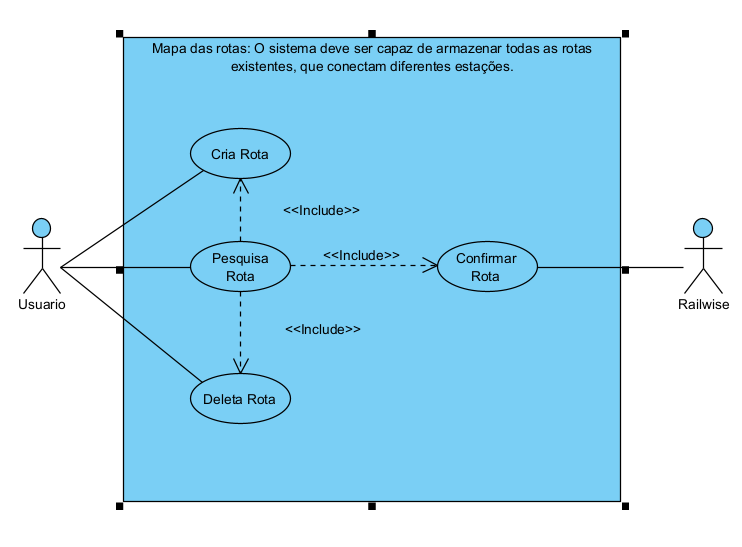 Mapa das rotas: O sistema deve ser capaz de armazenar todas as rotas
existentes, que conectam diferentes estações.
Cria Rota
<<Include>>
Pesquisa
Rota
<<Include>>
Confirmar
Rota
Usuario
Railwise
<<Include>>
Deleta Rota